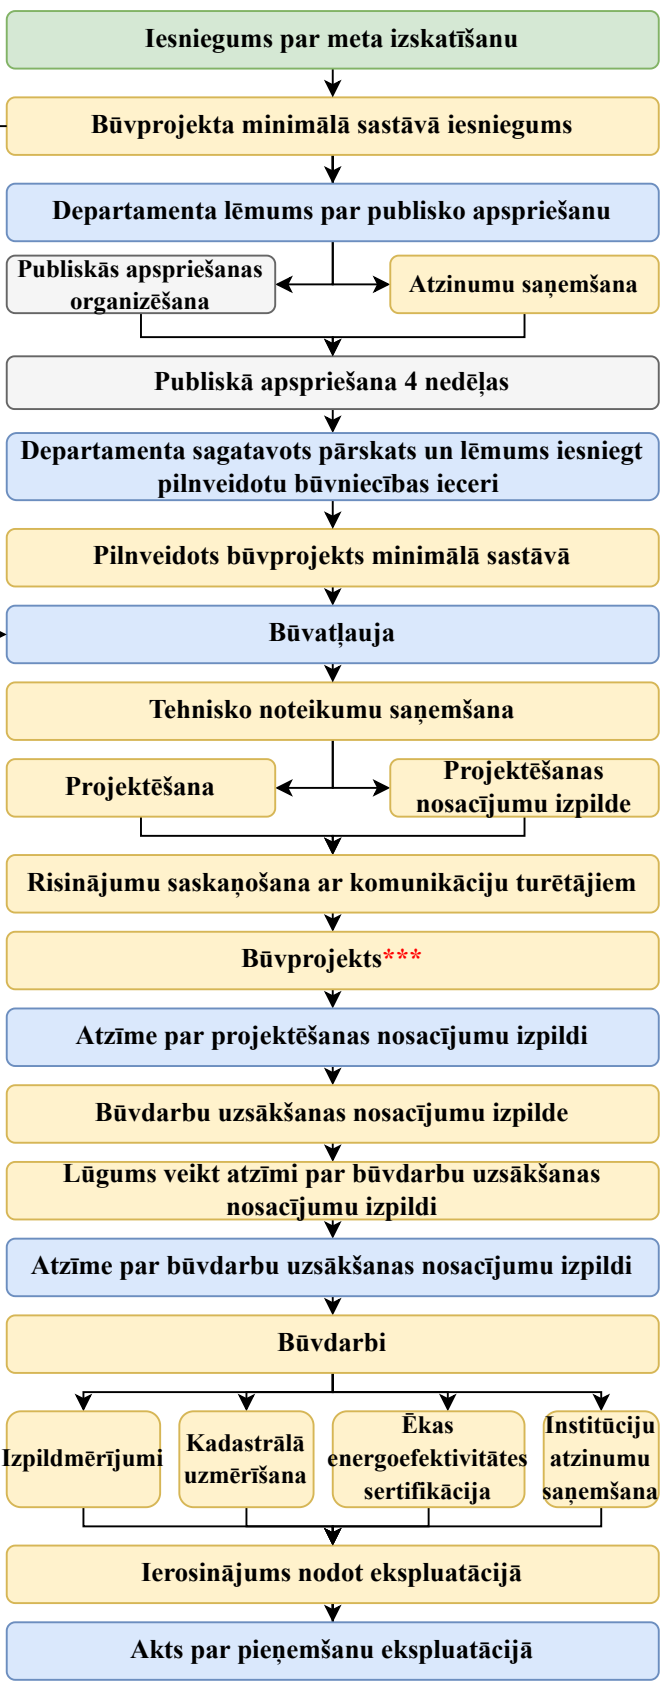 Iesniegums par meta izskatīšanu
Būvprojekta minimālā sastāvā iesniegums
Departamenta lēmums par publisko apspriešanu
Publiskās apspriešanas
organizēšana
Atzinumu saņemšana
Publiskā apspriešana 4 nedēļas
Departamenta sagatavots pārskats un lēmums iesniegt
pilnveidotu būvniecības ieceri
Pilnveidots būvprojekts minimālā sastāvā
Būvatļauja
Tehnisko noteikumu saņemšana
Projektēšana
Projektēšanas
nosacījumu izpilde
Risinājumu saskaņošana ar komunikāciju turētājiem
Būvprojekts***
Atzīme par projektēšanas nosacījumu izpildi
Būvdarbu uzsākšanas nosacījumu izpilde
Lūgums veikt atzīmi par būvdarbu uzsākšanas
nosacījumu izpildi
Atzīme par būvdarbu uzsākšanas nosacījumu izpildi
Būvdarbi
Izpildmērījumi
Kadastrālā
uzmērīšana
Ēkas
energoefektivitātes
sertifikācija
Institūciju
atzinumu
saņemšana
Ierosinājums nodot ekspluatācijā
Akts par pieņemšanu ekspluatācijā